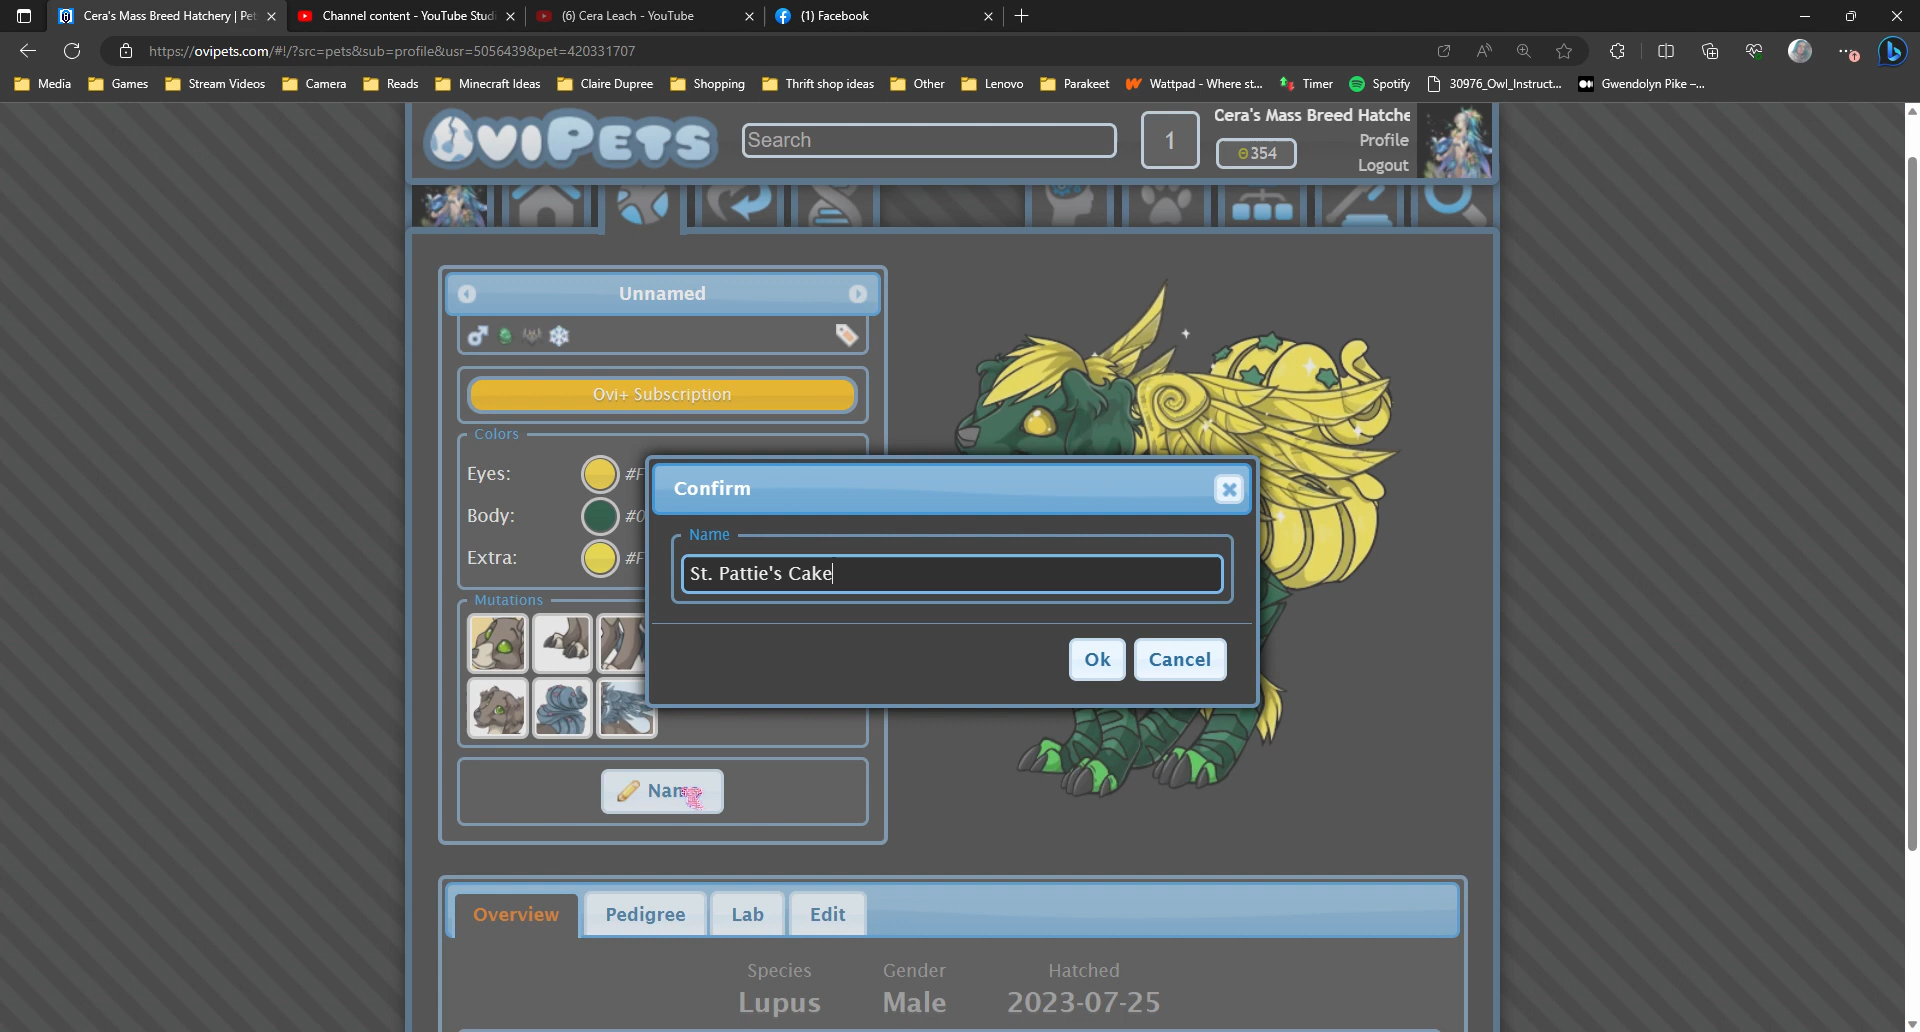 Cera's Mass Breed Hatchery | Pet
Channel content - YouTube Studi
(6) Cera Leach - YouTube
(1) Facebook
https://ovipets.com/#!/?src=pets&sub=profile&usr=5056439&pet=420331707
Media
Games
Stream Videos
Camera
Reads
Minecraft Ideas
Claire Dupree
Shopping
Thrift shop ideas
Other
Lenovo
Parakeet
Wattpad - Where st...
Timer
Spotify
30976_Owl_Instruct...
Gwendolyn Pike –...
OVIPETS
Search
1
Cera's Mass Breed Hatche
354
Profile
Logout
Unnamed
Ovi+ Subscription
Colors
Eyes: #F
Body: #0
Extra: #F
Mutations
Confirm
Name
St. Pattie's Cake
Ok
Cancel
Name
Overview
Pedigree
Lab
Edit
Species
Gender
Hatched
Lupus
Male
2023-07-25